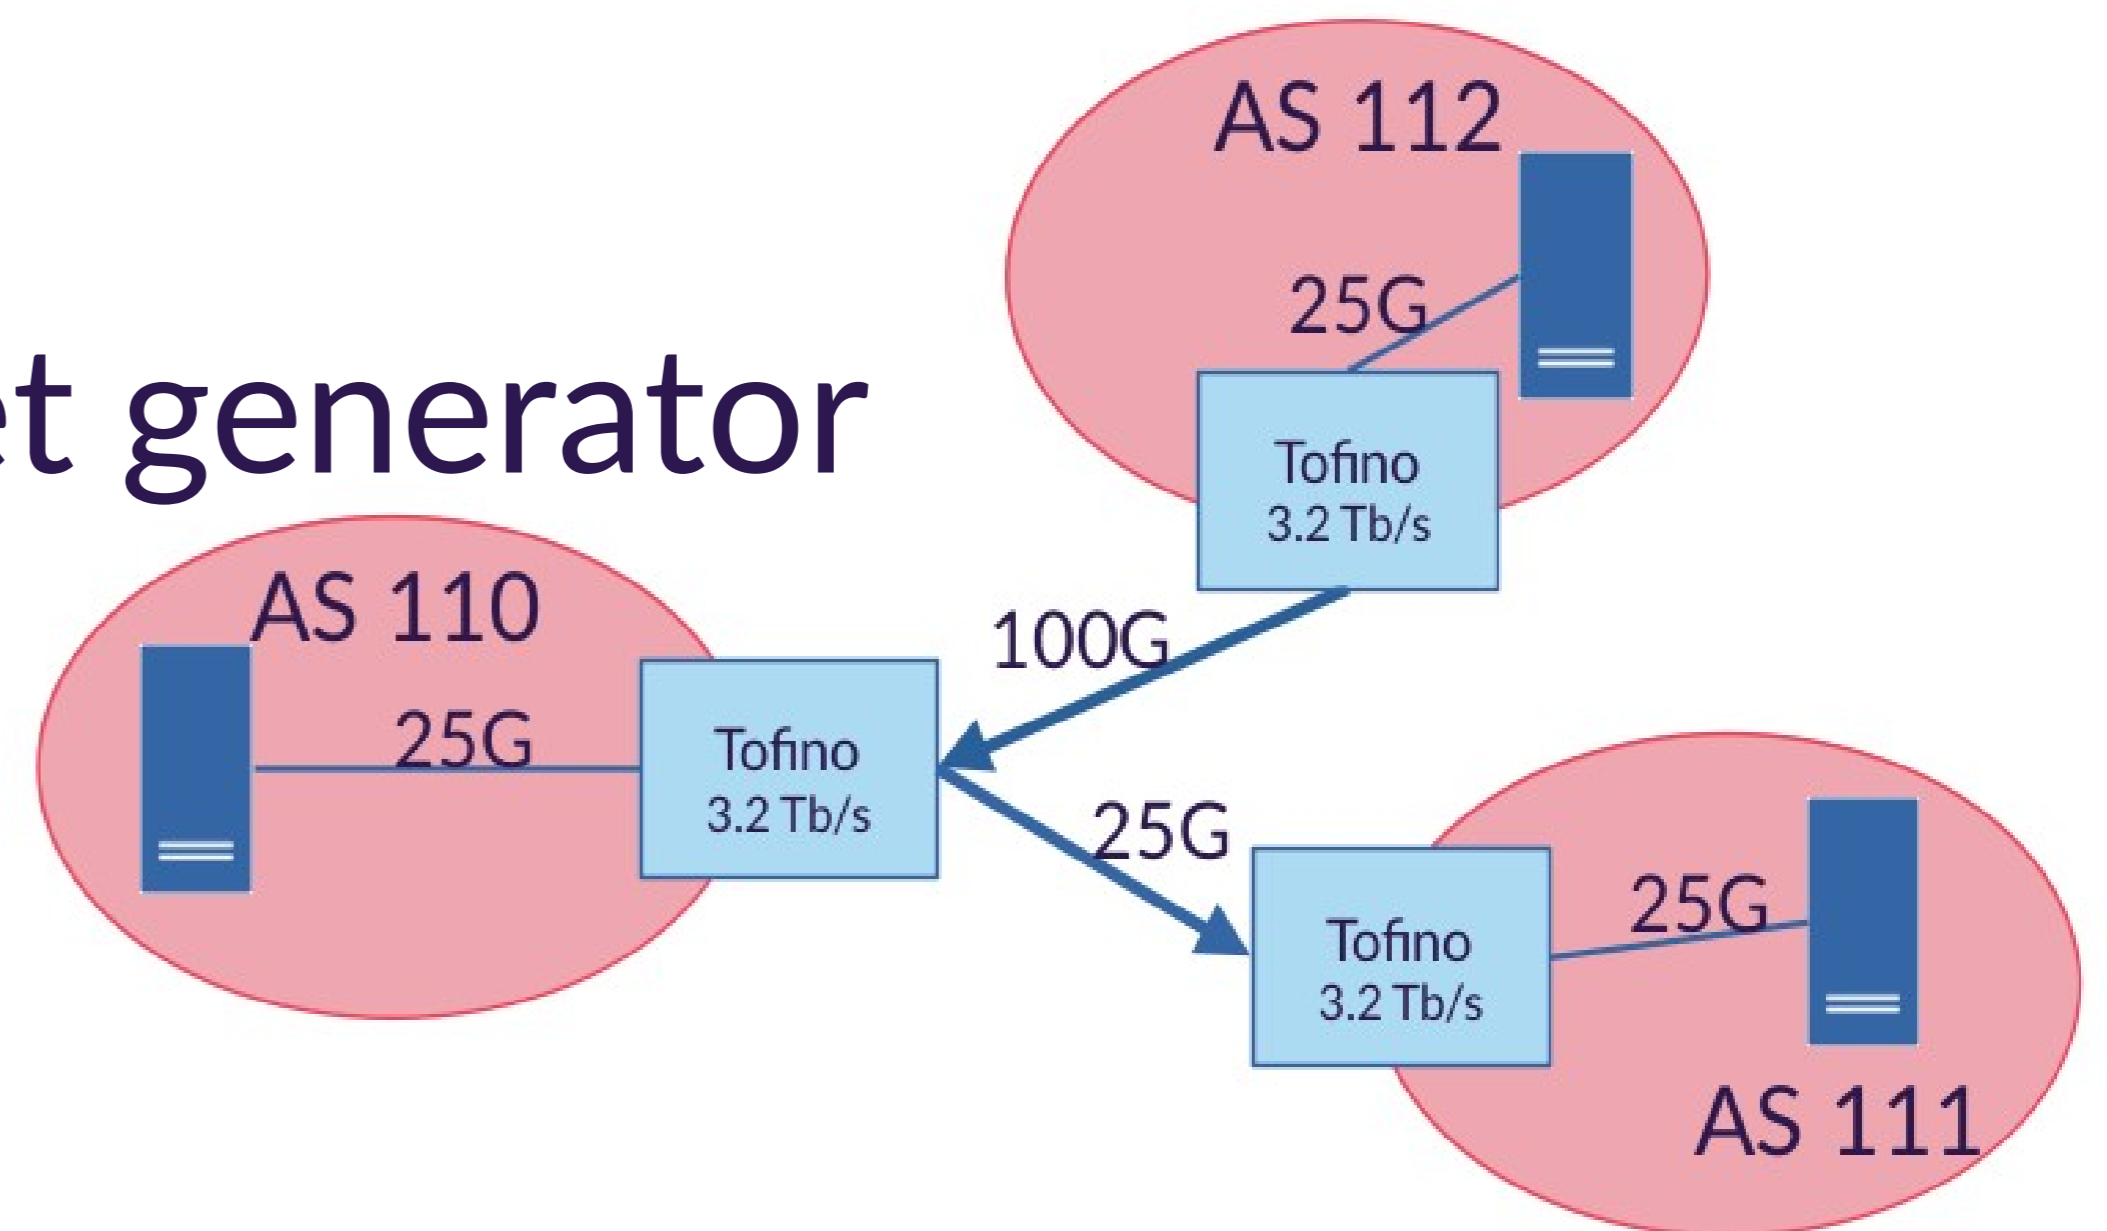 AS 112
25G
Tofino
3.2 Tb/s
generator
AS 110
25G
Tofino
3.2 Tb/s
100G
25G
Tofino
3.2 Tb/s
25G
AS 111